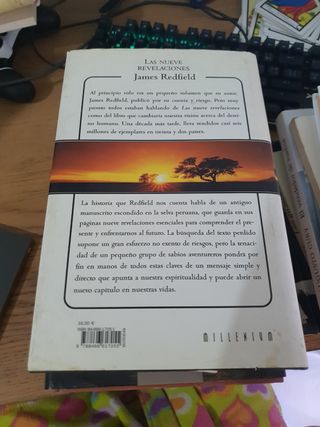 LAS NUEVE
REVELACIONES
James Redfield
Al principio sólo era un pequeño volumen que su autor,
James Redfield, publicó por su cuenta y riesgo. Pero muy
pronto todos estaban hablando de Las nueve revelaciones
como del libro que cambiaría nuestra visión acerca del desti-
no humano. Una década más tarde, lleva vendidos casi seis
millones de ejemplares en treinta y dos países.
La historia que Redfield nos cuenta habla de un antiguo
manuscrito escondido en la selva peruana, que guarda en sus
páginas nueve revelaciones esenciales para comprender el pre-
sente y enfrentarnos al futuro. La búsqueda del texto perdido
supone un gran esfuerzo no exento de riesgos, pero la tenaci-
dad de un pequeño grupo de sabios aventureros pondrá por
fin en manos de todos estas claves de un mensaje simple y
directo que apunta a nuestra espiritualidad y puede abrir un
nuevo capítulo en nuestras vidas.
MILLENIUM